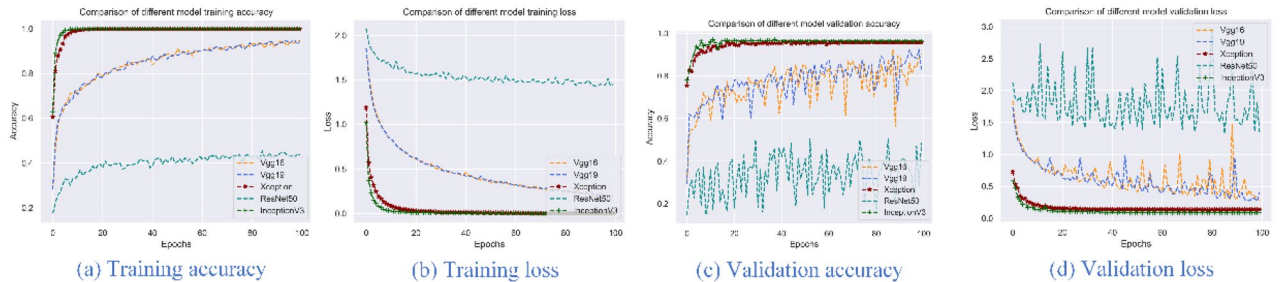 Comparison of different model training accuracy
1.0
0.8
0.6
0.4
0.2
Accuracy
0
20
40
60
80
100
Epochs
Vgg16
Vgg19
Xception
ResNet50
InceptionV3
(a) Training accuracy
Comparison of different model training loss
2.0
1.5
1.0
0.5
0.0
Loss
0
20
40
60
80
100
Epochs
Vgg16
Vgg19
Xception
ResNet50
InceptionV3
(b) Training loss
Comparison of different model validation accuracy
1.0
0.8
0.6
0.4
0.2
Accuracy
0
20
40
60
80
100
Epochs
Vgg16
Vgg19
Xception
ResNet50
InceptionV3
(c) Validation accuracy
Comparison of different model validation loss
3.0
2.5
2.0
1.5
1.0
0.5
0.0
Loss
0
20
40
60
80
100
Epochs
Vgg16
Vgg19
Xception
ResNet50
InceptionV3
(d) Validation loss